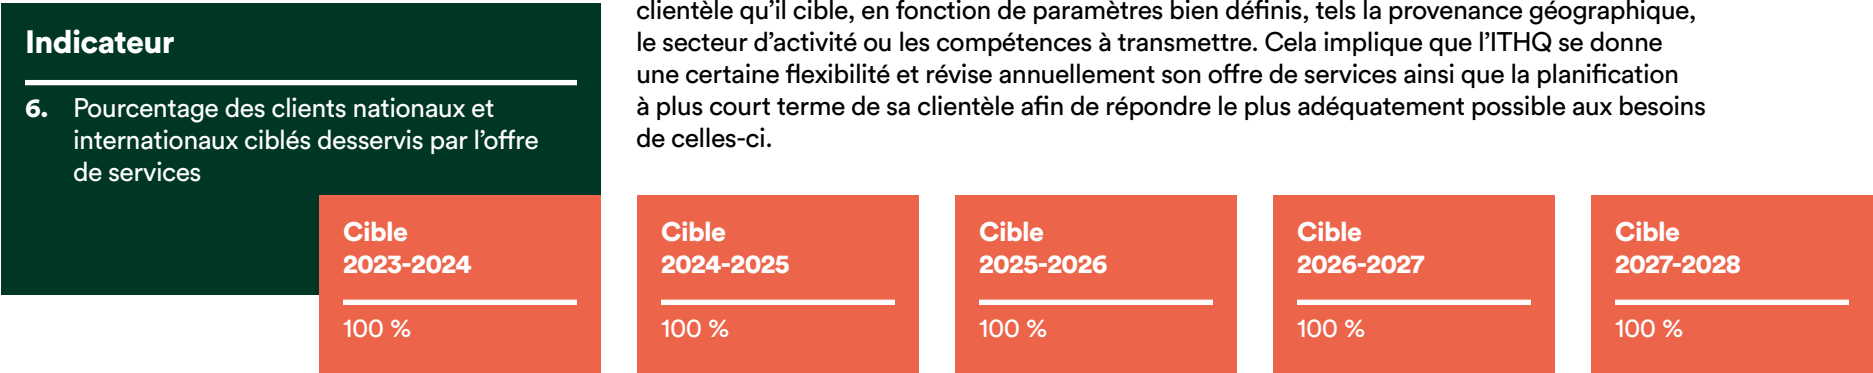 Indicateur
6. Pourcentage des clients nationaux et
internationaux ciblés desservis par l’offre
de services
clientèle qu’il cible, en fonction de paramètres bien définis, tels la provenance géographique,
le secteur d’activité ou les compétences à transmettre. Cela implique que l’ITHQ se donne
une certaine flexibilité et révise annuellement son offre de services ainsi que la planification
à plus court terme de sa clientèle afin de répondre le plus adéquatement possible aux besoins
de celles-ci.
Cible
2023-2024
100 %
Cible
2024-2025
100 %
Cible
2025-2026
100 %
Cible
2026-2027
100 %
Cible
2027-2028
100 %